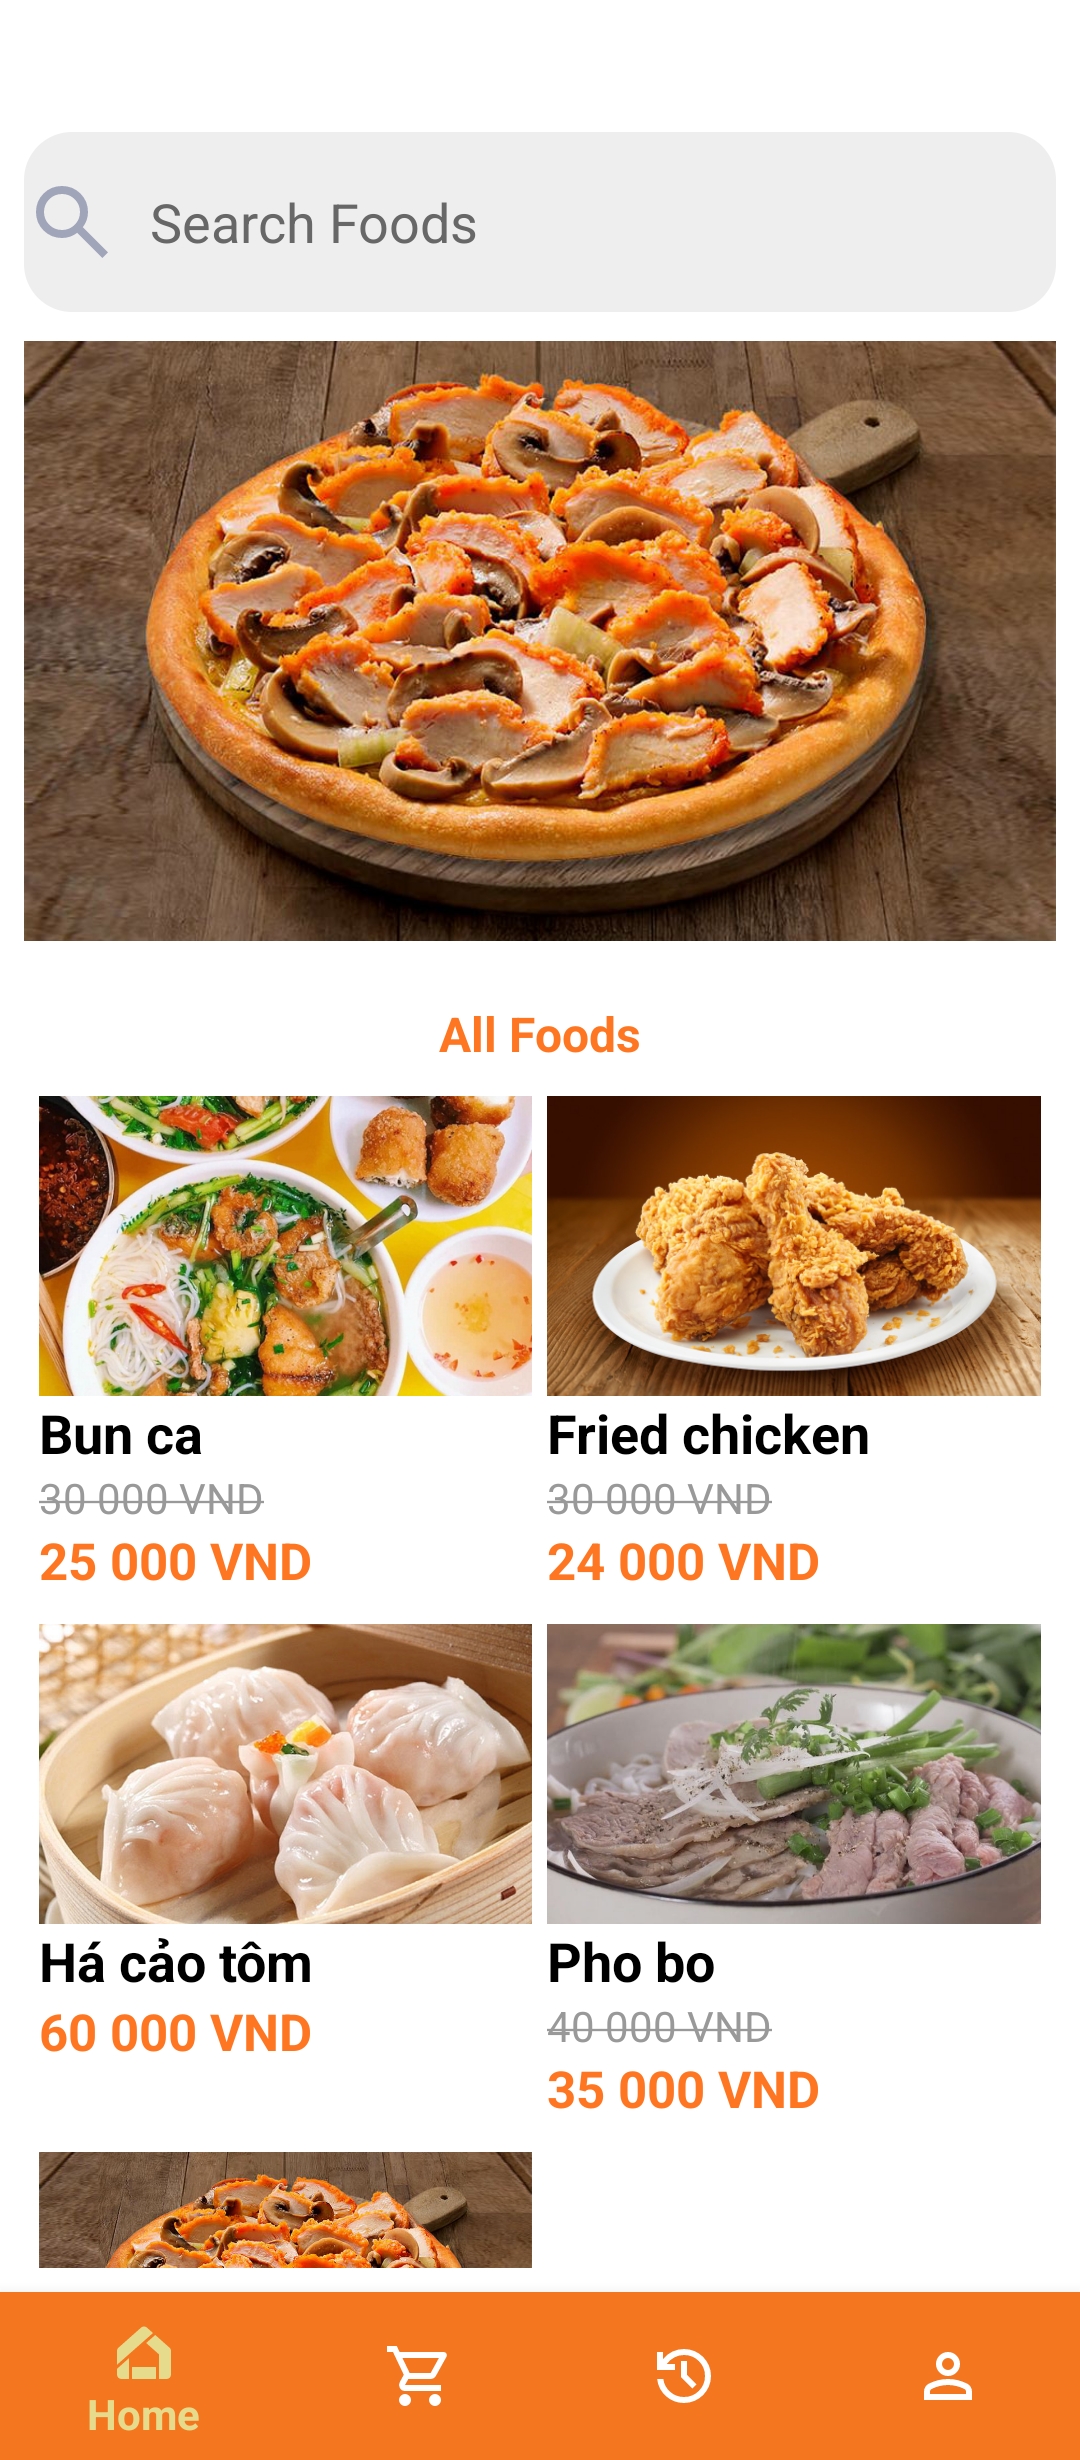 Search Foods
All Foods
Bun ca
30 000 VND
25 000 VND
Fried chicken
30 000 VND
24 000 VND
Há cảo tôm
60 000 VND
Pho bo
40 000 VND
35 000 VND
Home